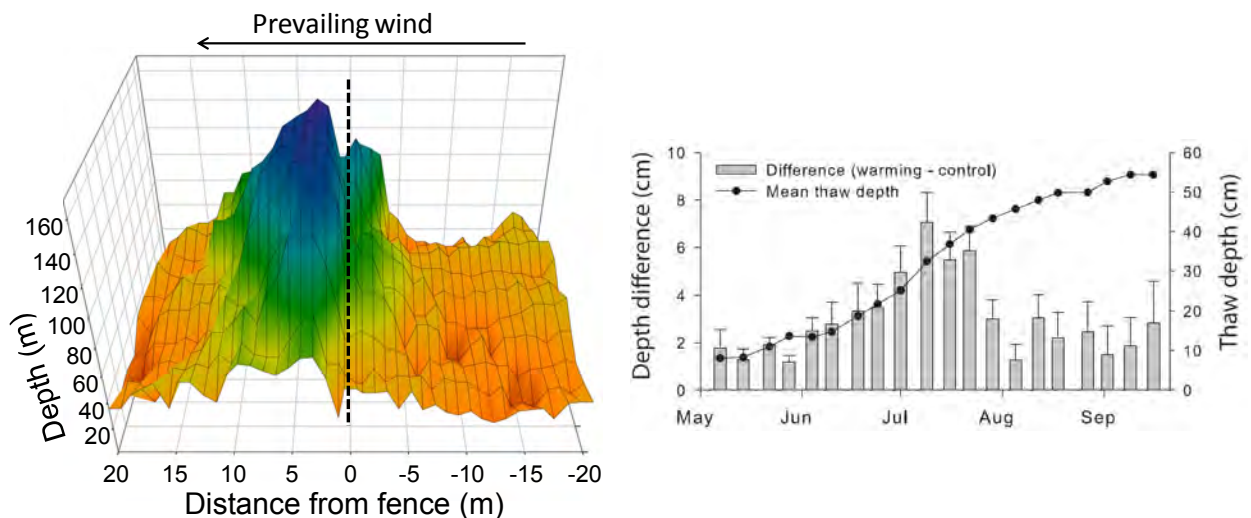 Prevailing wind
160
140
120
100
80
60
40
20
Depth (m)
20 15 10 5 0 -5 -10 -15 -20
Distance from fence (m)
Difference (warming - control)
Mean thaw depth
10
8
6
4
2
0
Depth difference (cm)
60
50
40
30
20
10
0
Thaw depth (cm)
May Jun Jul Aug Sep